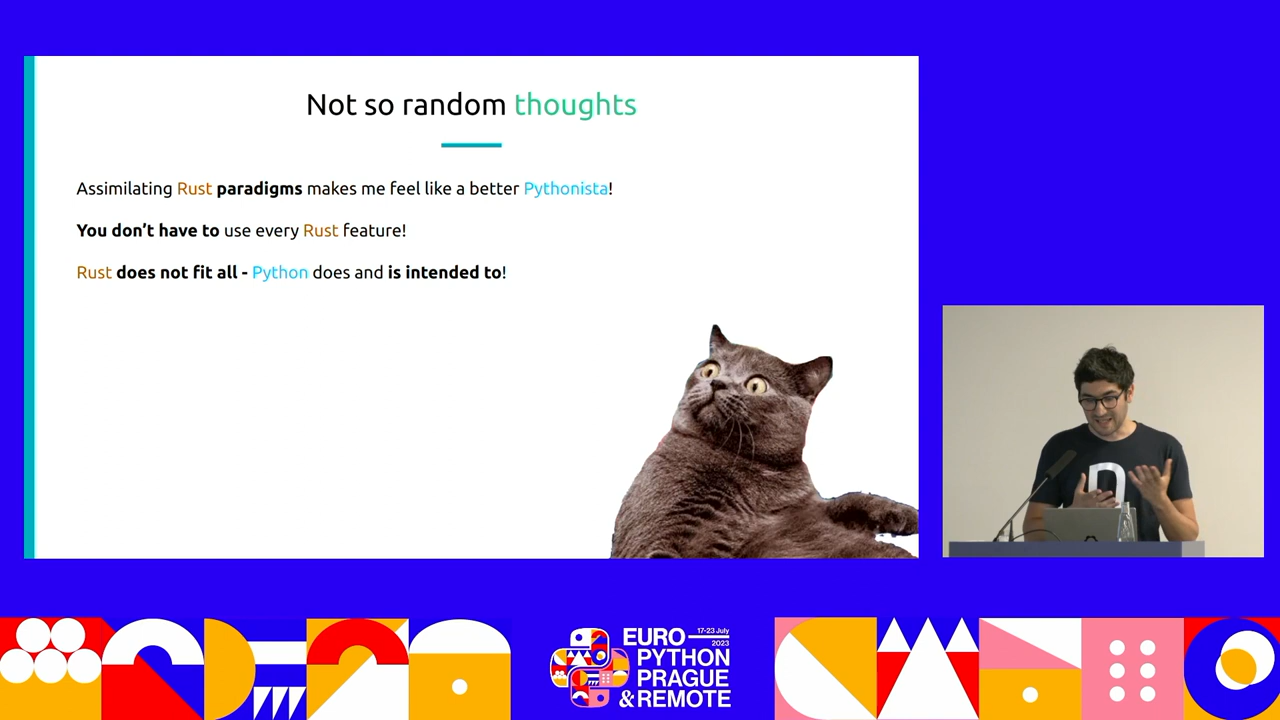 Not so random thoughts
Assimilating Rust paradigms makes me feel like a better Pythonista!
You don’t have to use every Rust feature!
Rust does not fit all - Python does and is intended to!
17-23 July
2023
EURO
PYTHON
PRAGUE
& REMOTE